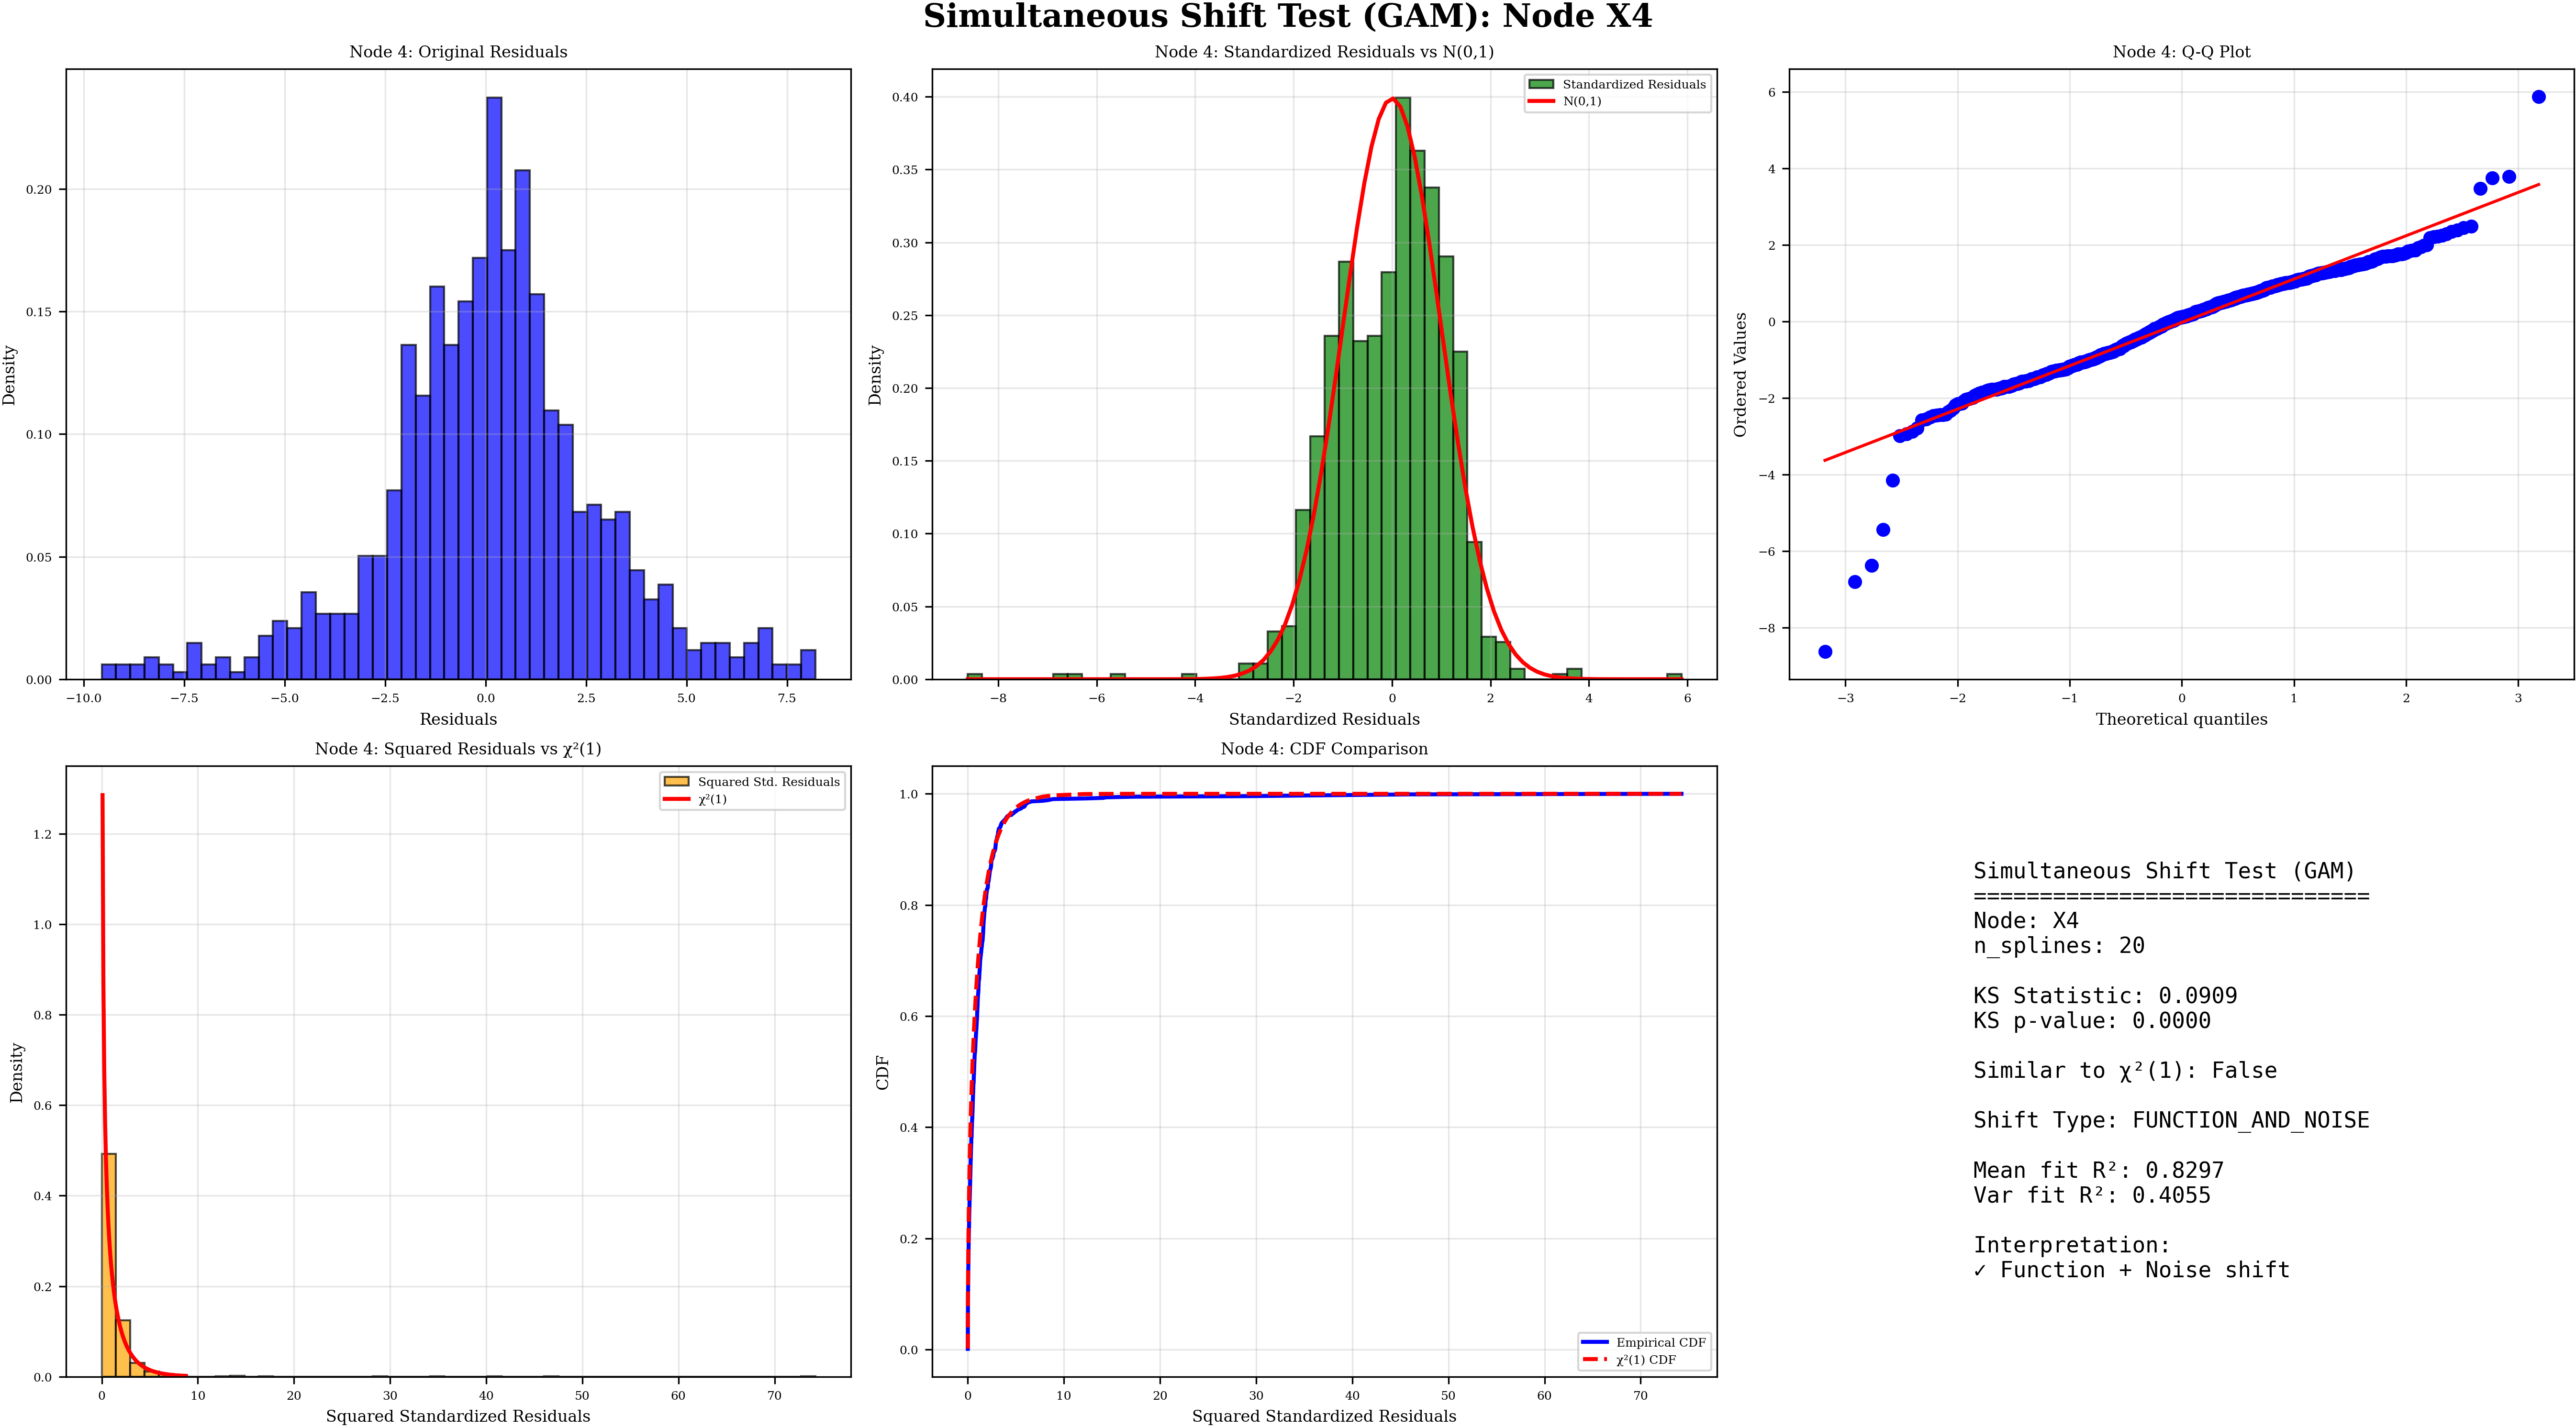 Simultaneous Shift Test (GAM): Node X4
Node 4: Original Residuals
Density
0.00
0.05
0.10
0.15
0.20
−10.0 −7.5 −5.0 −2.5 0.0 2.5 5.0 7.5
Residuals
Node 4: Standardized Residuals vs N(0,1)
Standardized Residuals
N(0,1)
Density
0.40
0.35
0.30
0.25
0.20
0.15
0.10
0.05
0.00
−8 −6 −4 −2 0 2 4 6
Standardized Residuals
Node 4: Q-Q Plot
Ordered Values
6
4
2
0
−2
−4
−6
−8
−3 −2 −1 0 1 2 3
Theoretical quantiles
Node 4: Squared Residuals vs χ²(1)
Squared Std. Residuals
χ²(1)
Density
1.2
1.0
0.8
0.6
0.4
0.2
0.0
0 10 20 30 40 50 60 70
Squared Standardized Residuals
Node 4: CDF Comparison
CDF
1.0
0.8
0.6
0.4
0.2
0.0
Empirical CDF
χ²(1) CDF
0 10 20 30 40 50 60 70
Squared Standardized Residuals
Simultaneous Shift Test (GAM)
==============================
Node: X4
n_splines: 20
KS Statistic: 0.0909
KS p-value: 0.0000
Similar to χ²(1): False
Shift Type: FUNCTION_AND_NOISE
Mean fit R²: 0.8297
Var fit R²: 0.4055
Interpretation:
✓ Function + Noise shift